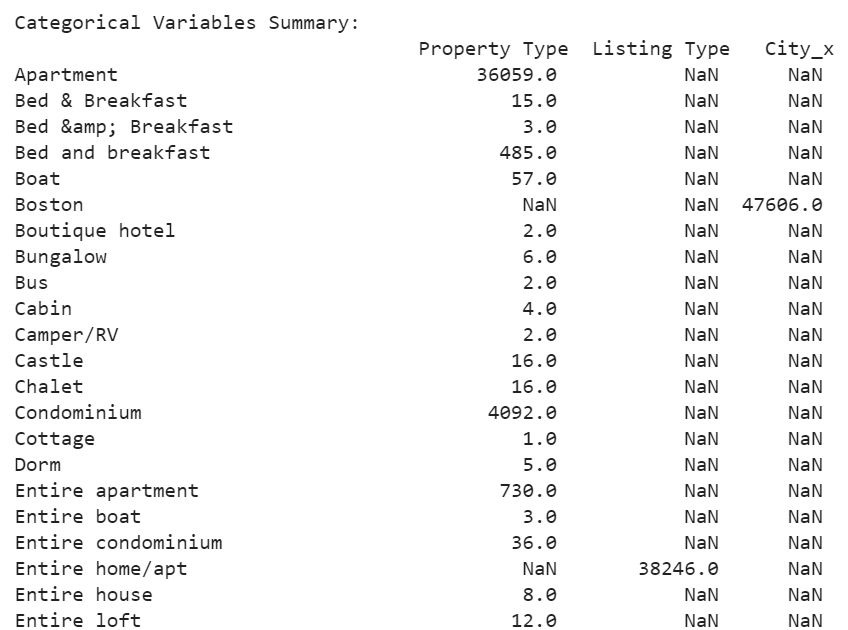 Categorical Variables Summary:
Property Type Listing Type City_x
Apartment 36059.0 NaN NaN
Bed & Breakfast 15.0 NaN NaN
Bed &amp; Breakfast 3.0 NaN NaN
Bed and breakfast 485.0 NaN NaN
Boat 57.0 NaN NaN
Boston NaN NaN 47606.0
Boutique hotel 2.0 NaN NaN
Bungalow 6.0 NaN NaN
Bus 2.0 NaN NaN
Cabin 4.0 NaN NaN
Camper/RV 2.0 NaN NaN
Castle 16.0 NaN NaN
Chalet 16.0 NaN NaN
Condominium 4092.0 NaN NaN
Cottage 1.0 NaN NaN
Dorm 5.0 NaN NaN
Entire apartment 730.0 NaN NaN
Entire boat 3.0 NaN NaN
Entire condominium 36.0 NaN NaN
Entire home/apt NaN 38246.0 NaN
Entire house 8.0 NaN NaN
Entire loft 12.0 NaN NaN